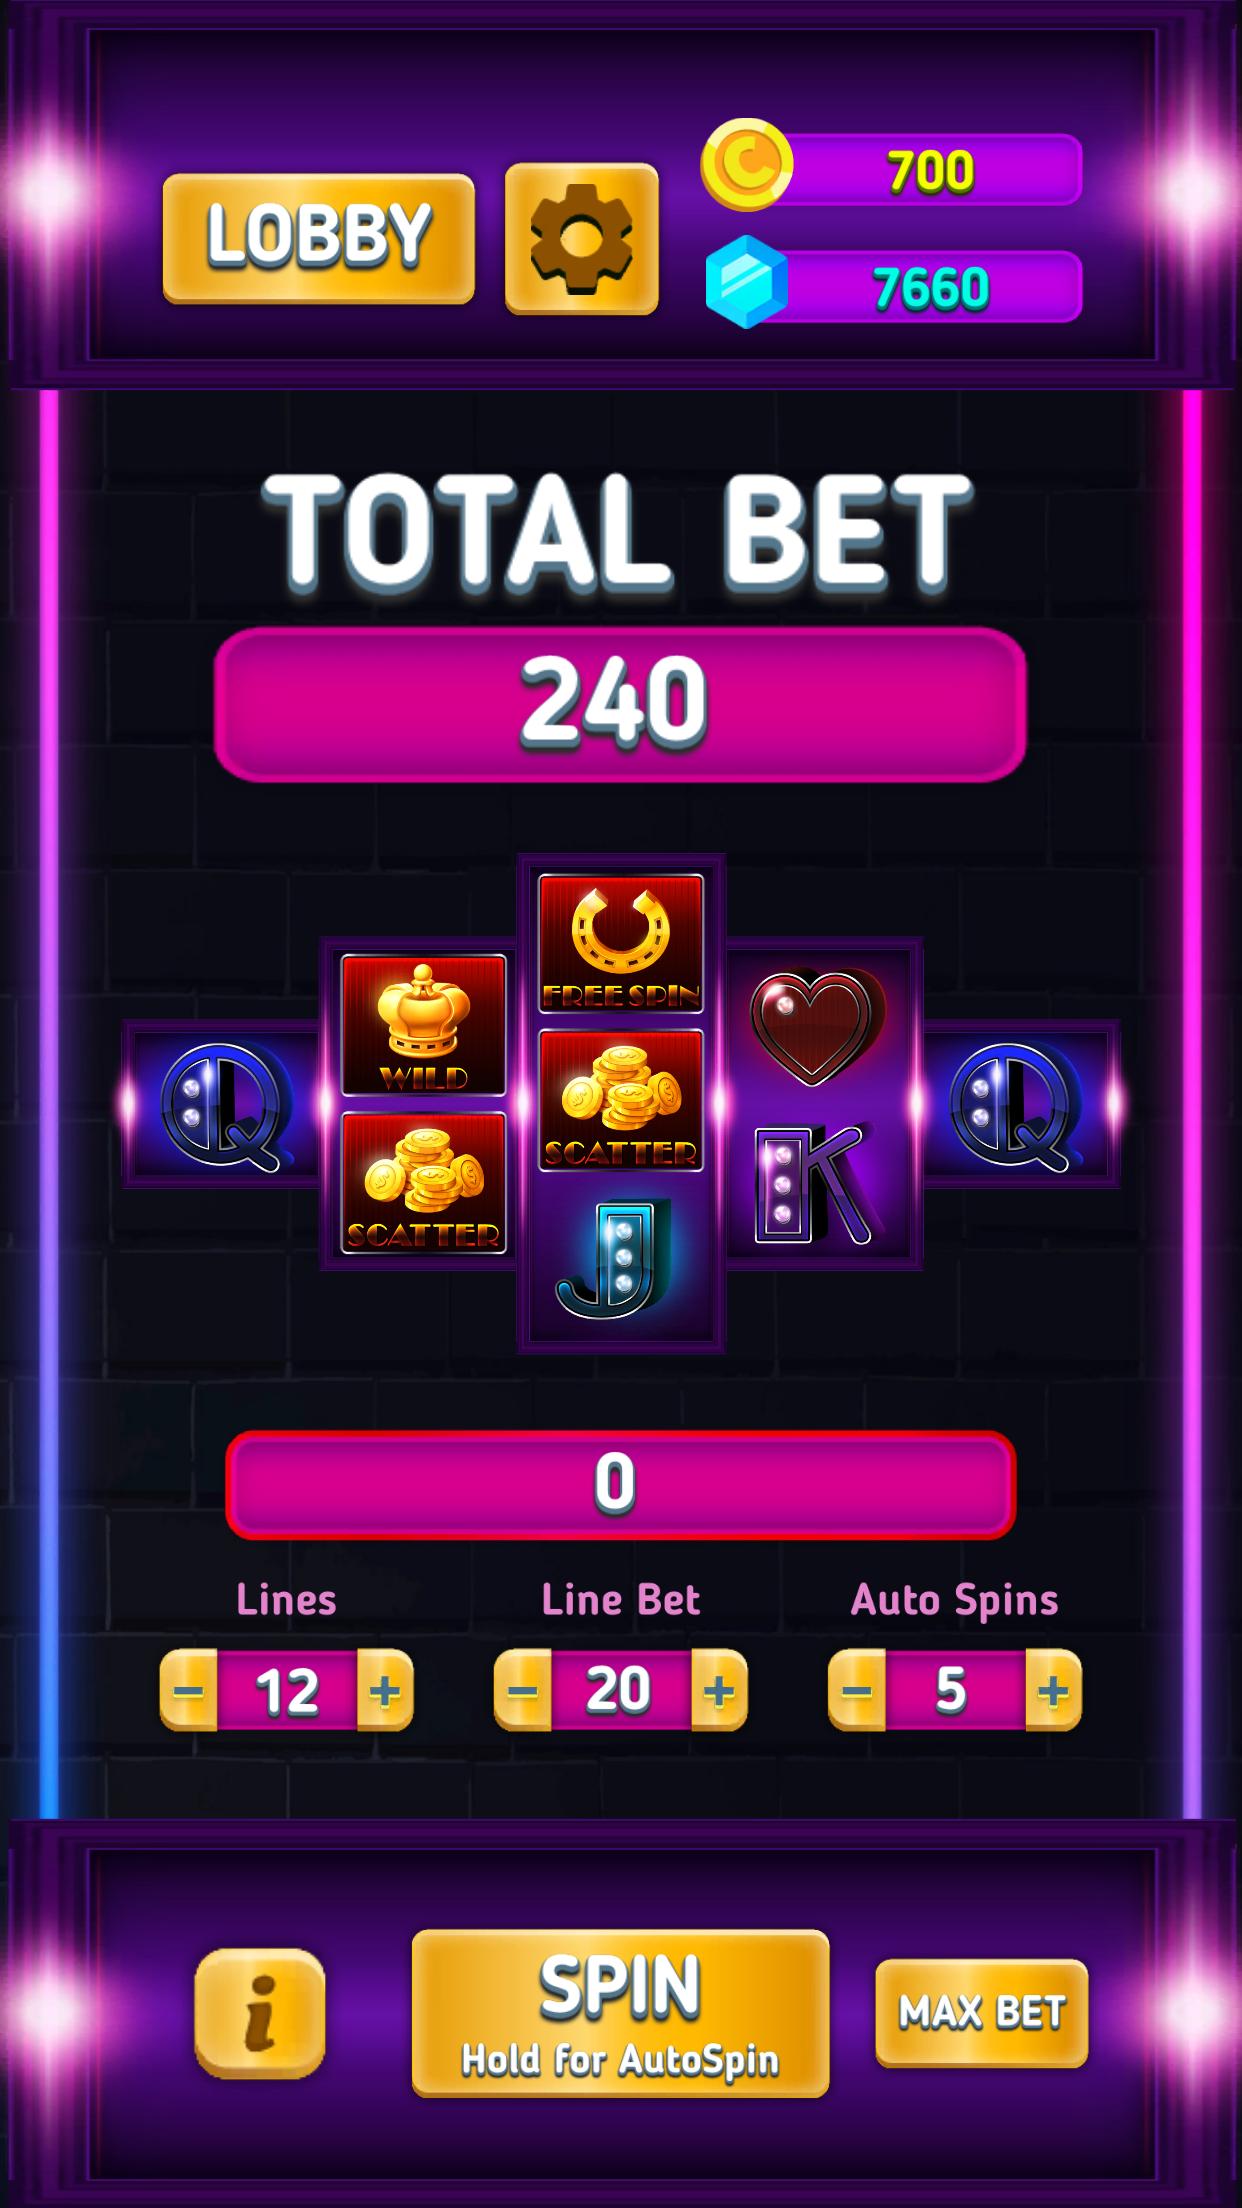 LOBBY
700
7660
TOTAL BET
240
FREE SPIN
WILD
SCATTER
Q
Q
K
SCATTER
J
0
Lines
Line Bet
Auto Spins
- 12 +
- 20 +
- 5 +
i
SPIN
Hold for AutoSpin
MAX BET